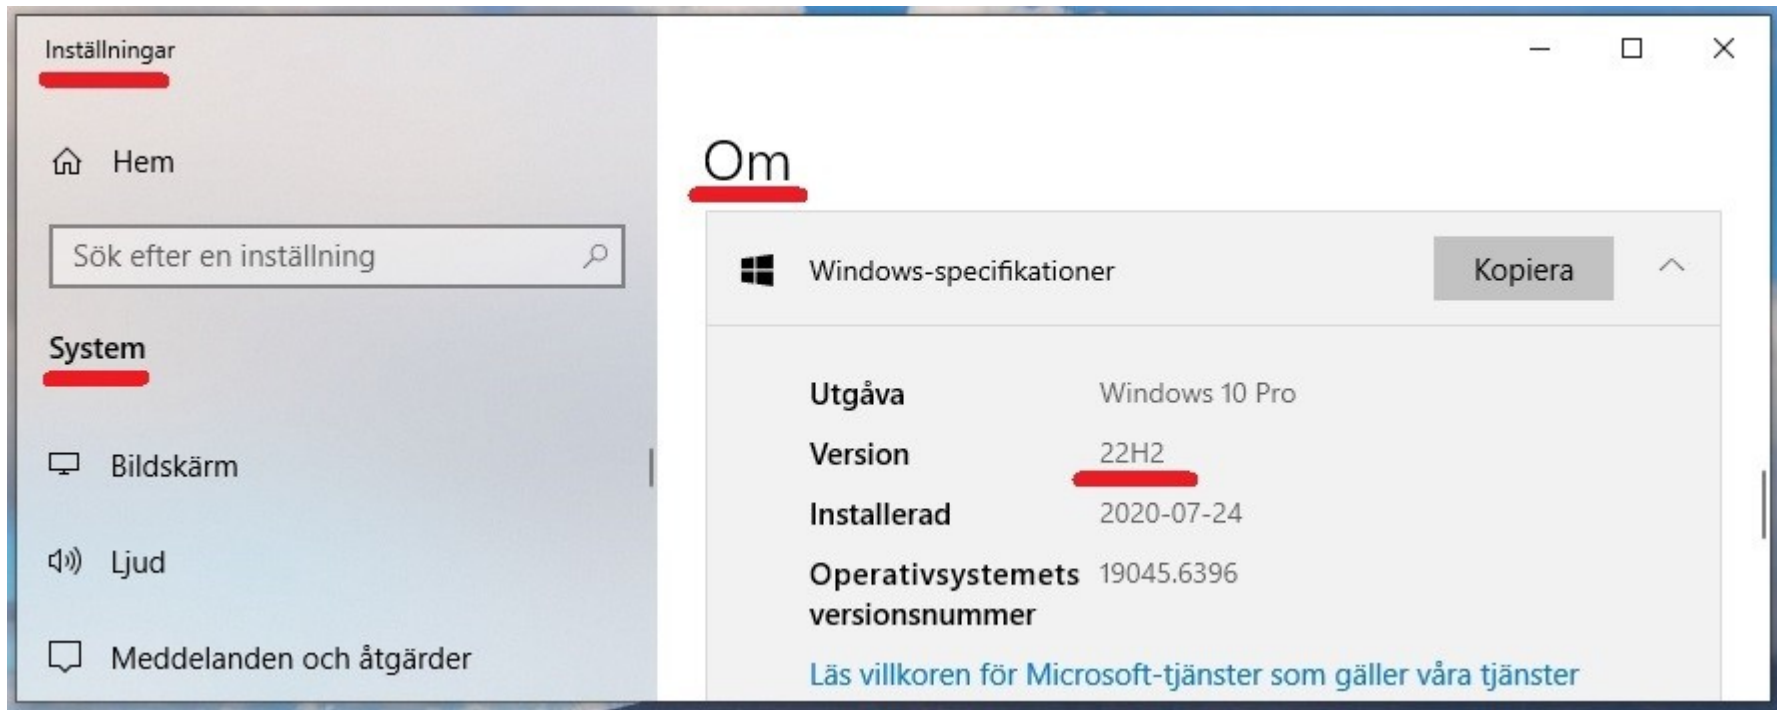 Inställningar
Hem
Sök efter en inställning
System
Bildskärm
Ljud
Meddelanden och åtgärder
Om
Windows-specifikationer
Kopiera
Utgåva Windows 10 Pro
Version 22H2
Installerad 2020-07-24
Operativsystemets 19045.6396
versionsnummer
Läs villkoren för Microsoft-tjänster som gäller våra tjänster